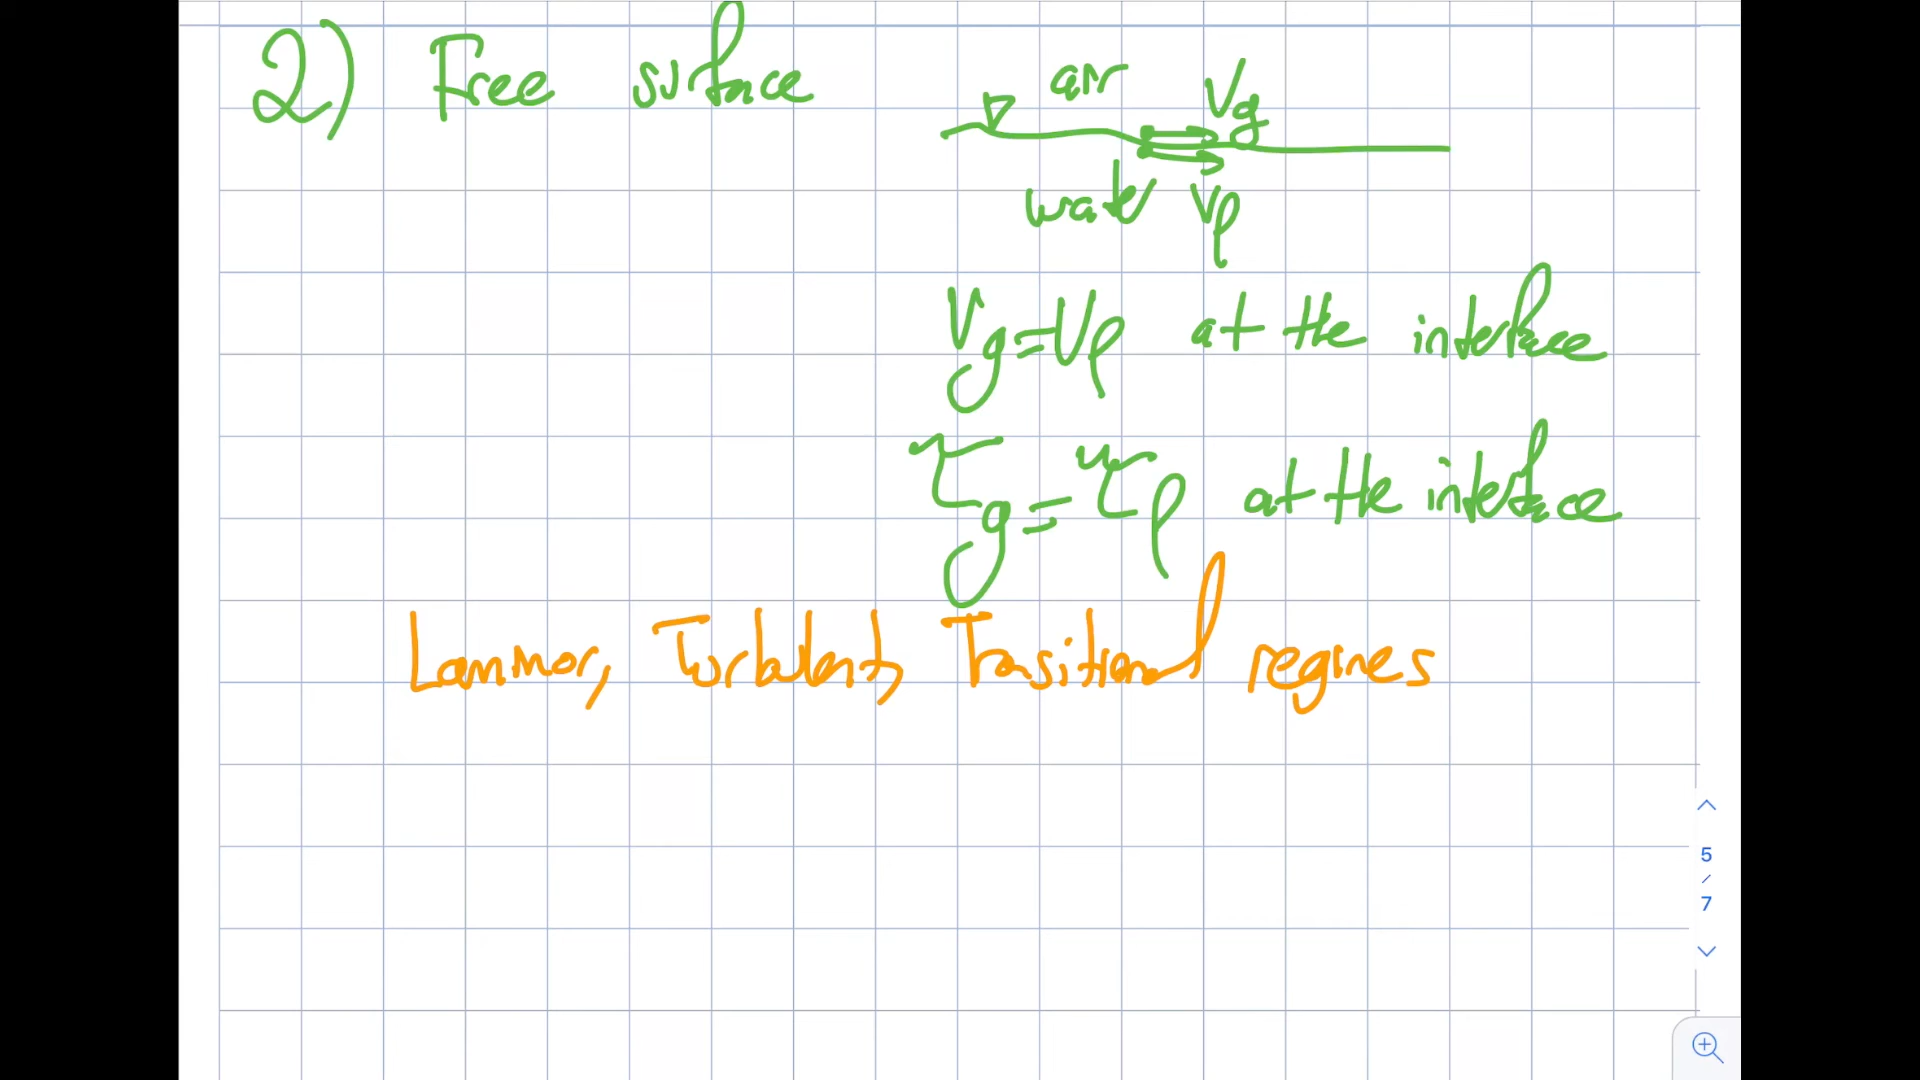 2) Free surface
air
Vg
water Vl
Vg = Vl at the interface
τg = τl at the interface
Laminar, Turbulent, Transitional regimes
5
/
7